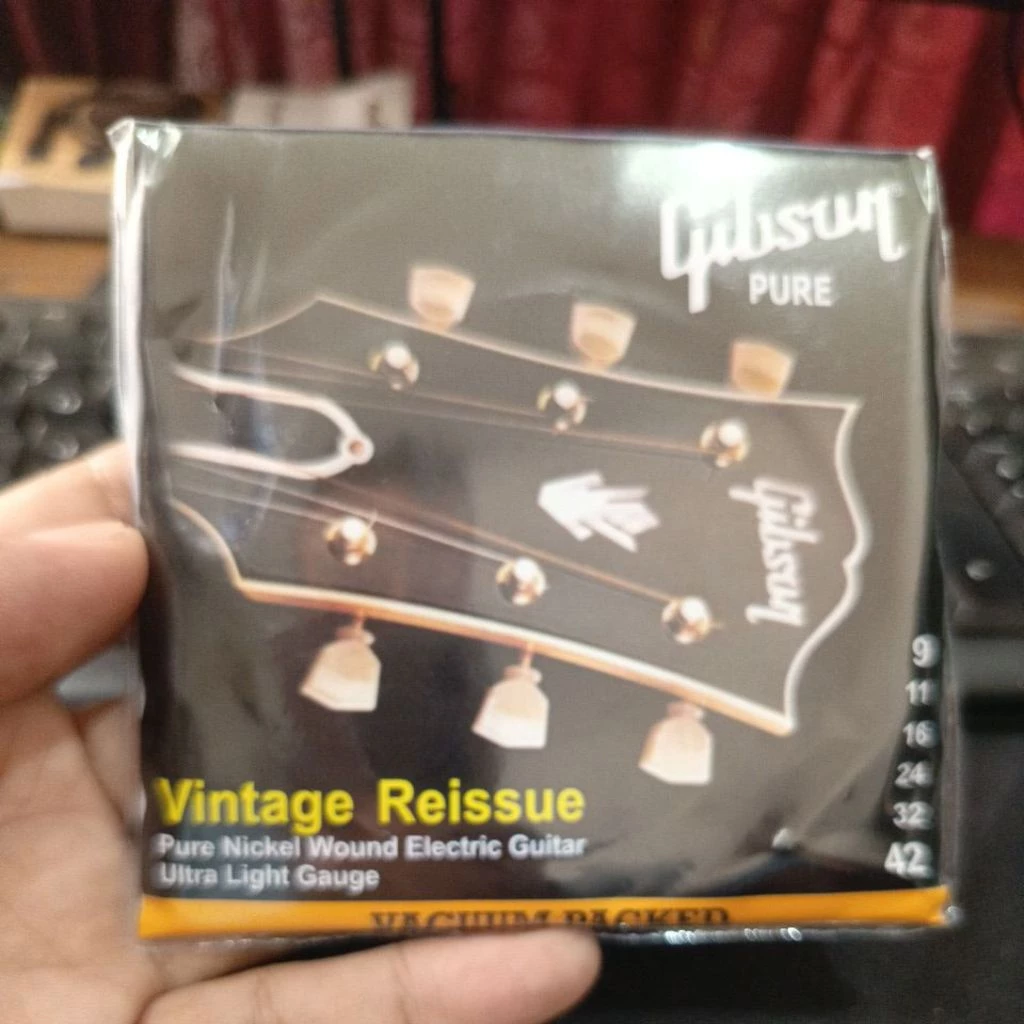 Gibson
PURE
Gibson
9
11
16
24
32
42
Vintage Reissue
Pure Nickel Wound Electric Guitar
Ultra Light Gauge
VACUUM PACKED